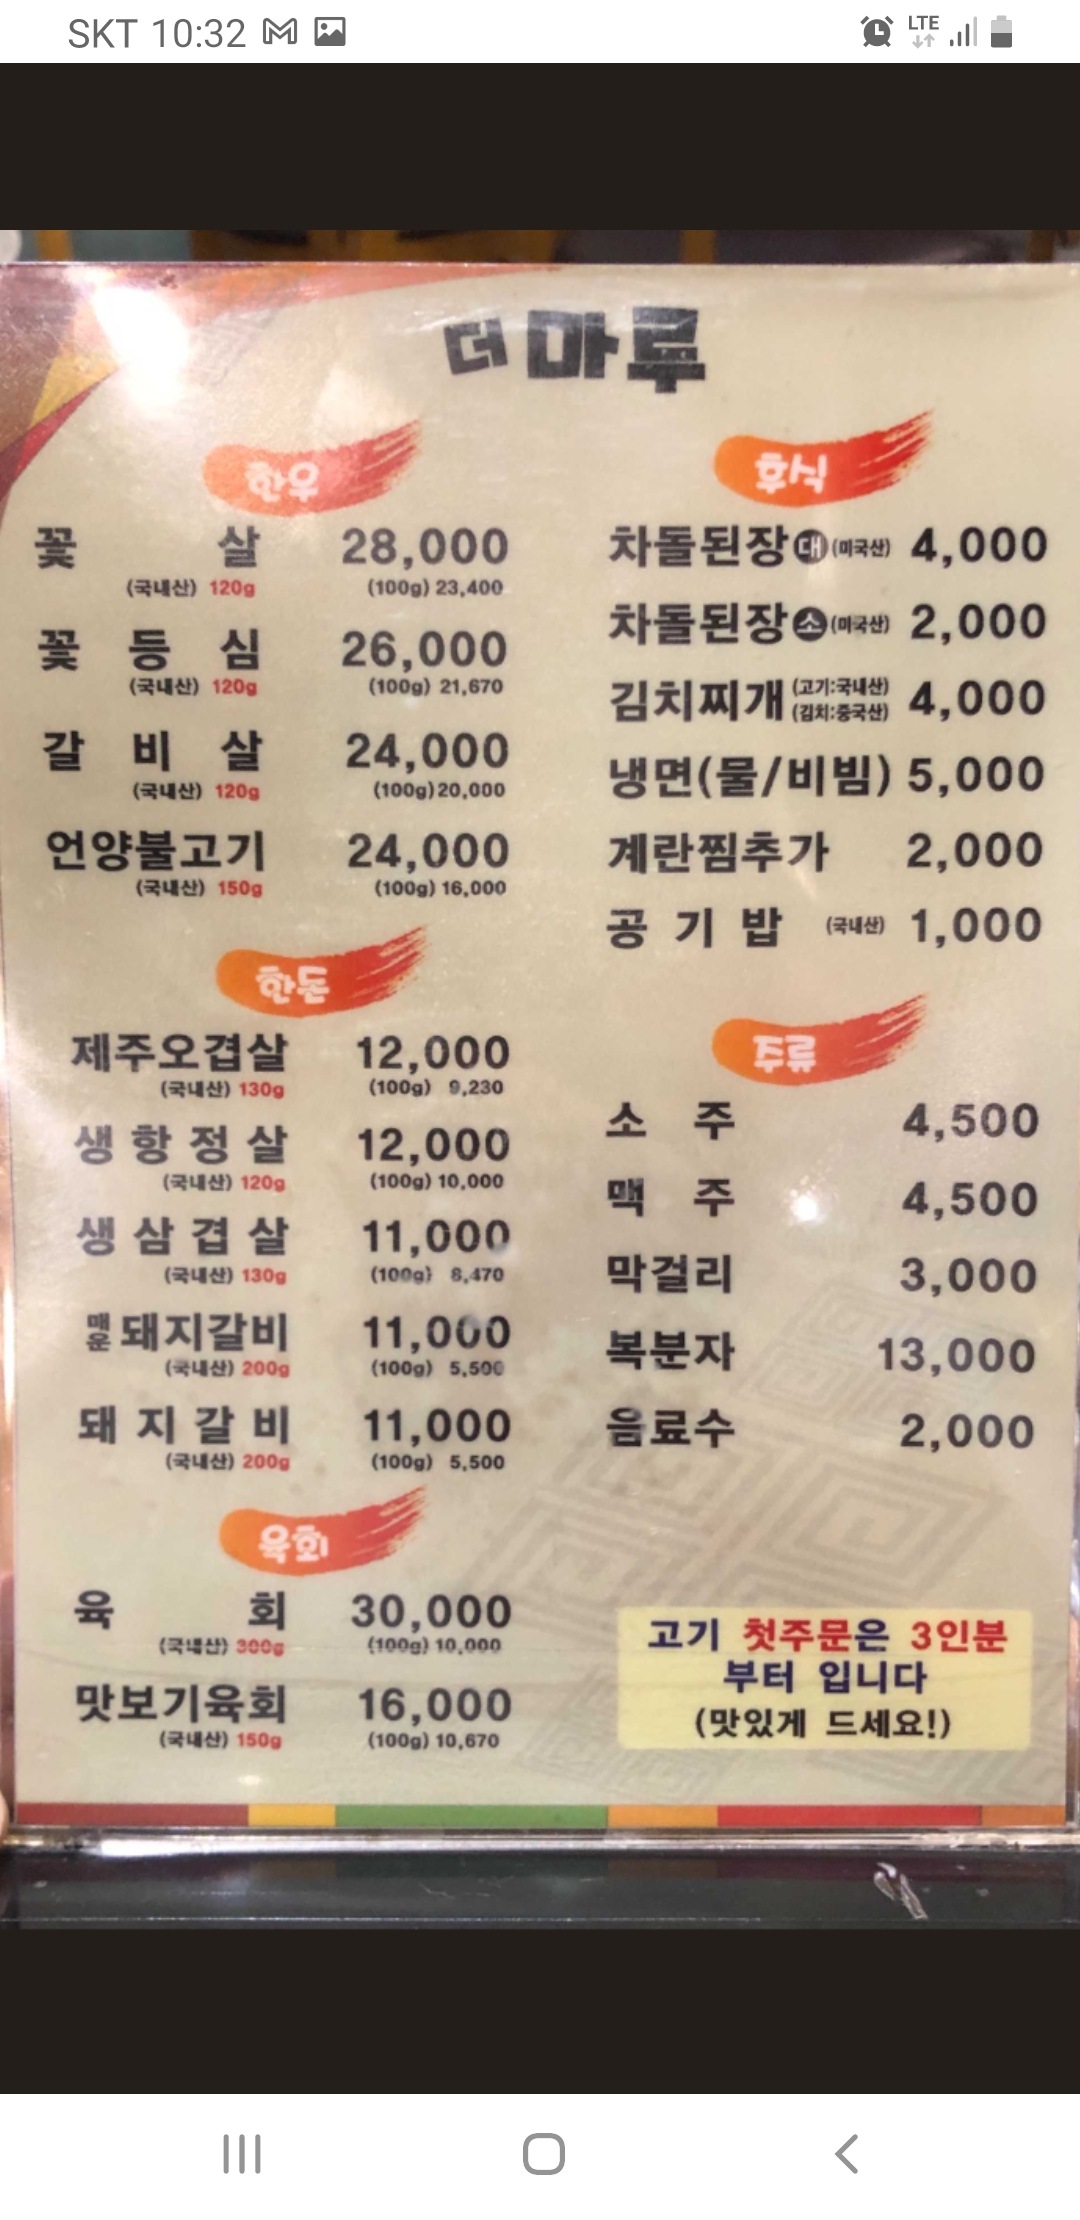 SKT 10:32
LTE
더마루
한우
꽃 살 28,000
(국내산) 120g (100g) 23,400
꽃 등 심 26,000
(국내산) 120g (100g) 21,670
갈 비 살 24,000
(국내산) 120g (100g) 20,000
언양불고기 24,000
(국내산) 150g (100g) 16,000
한돈
제주오겹살 12,000
(국내산) 130g (100g) 9,230
생 항 정 살 12,000
(국내산) 120g (100g) 10,000
생 삼 겹 살 11,000
(국내산) 130g (100g) 8,470
매운 돼지갈비 11,000
(국내산) 200g (100g) 5,500
돼 지 갈 비 11,000
(국내산) 200g (100g) 5,500
육회
육 회 30,000
(국내산) 300g (100g) 10,000
맛보기육회 16,000
(국내산) 150g (100g) 10,670
후식
차돌된장 대 (미국산) 4,000
차돌된장 소 (미국산) 2,000
김치찌개 (고기:국내산) (김치:중국산) 4,000
냉면(물/비빔) 5,000
계란찜추가 2,000
공 기 밥 (국내산) 1,000
주류
소 주 4,500
맥 주 4,500
막걸리 3,000
복분자 13,000
음료수 2,000
고기 첫주문은 3인분
부터 입니다
(맛있게 드세요!)